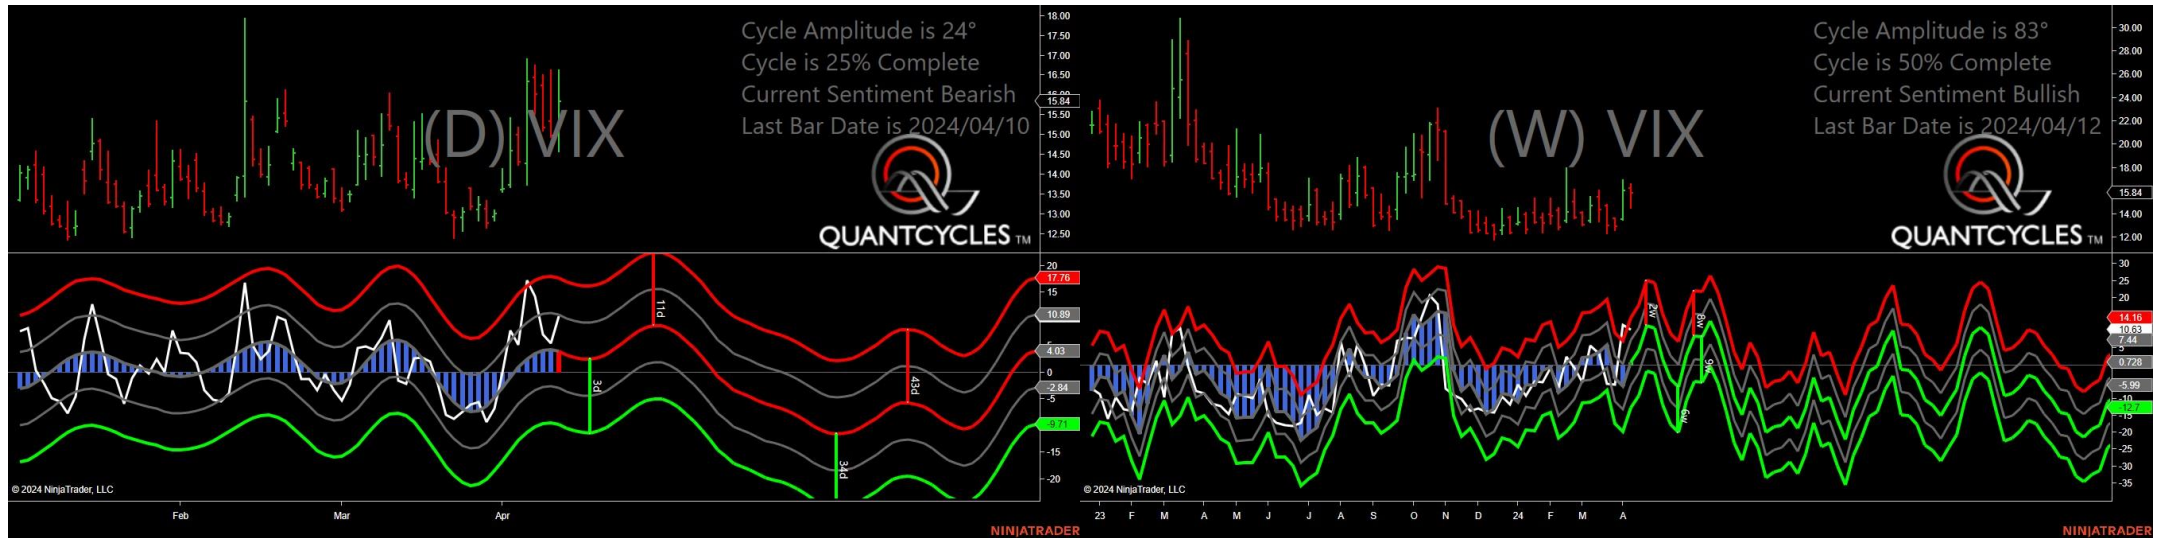 Cycle Amplitude is 24°
Cycle is 25% Complete
Current Sentiment Bearish
Last Bar Date is 2024/04/10
(D) VIX
QUANTCYCLES TM
18.00
17.50
17.00
16.50
15.84
15.50
15.00
14.50
14.00
13.50
13.00
12.50
20
17.76
15
10.89
4.03
0
-2.84
-5
-9.71
-15
-20
11d
3d
43d
34d
© 2024 NinjaTrader, LLC
Feb Mar Apr
NINJATRADER
Cycle Amplitude is 83°
Cycle is 50% Complete
Current Sentiment Bullish
Last Bar Date is 2024/04/12
(W) VIX
QUANTCYCLES TM
30.00
28.00
26.00
24.00
22.00
20.00
18.00
15.84
14.00
12.00
30
25
20
14.16
10.63
7.44
0.728
-5.99
-12.7
-20
-25
-30
-35
2w
8w
9w
6w
© 2024 NinjaTrader, LLC
23 F M A M J J A S O N D 24 F M A
NINJATRADER